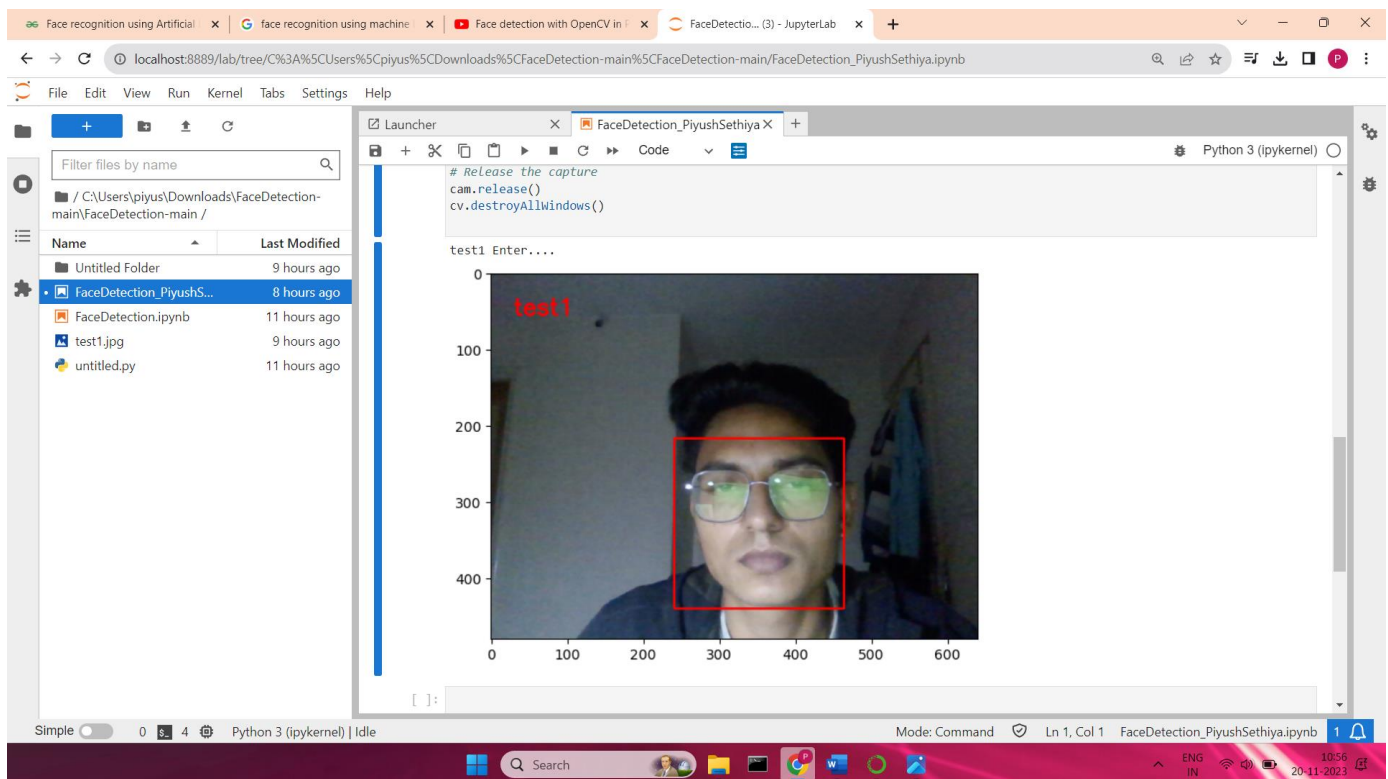 Face recognition using Artificial
face recognition using machine
Face detection with OpenCV in
FaceDetectio... (3) - JupyterLab
localhost:8889/lab/tree/C%3A%5CUsers%5Cpiyus%5CDownloads%5CFaceDetection-main%5CFaceDetection-main/FaceDetection_PiyushSethiya.ipynb
P
File Edit View Run Kernel Tabs Settings Help
Filter files by name
/ C:\Users\piyus\Downloads\FaceDetection-
main\FaceDetection-main /
Name Last Modified
Untitled Folder 9 hours ago
FaceDetection_PiyushS... 8 hours ago
FaceDetection.ipynb 11 hours ago
test1.jpg 9 hours ago
untitled.py 11 hours ago
Launcher FaceDetection_PiyushSethiya
Code Python 3 (ipykernel)
# Release the capture
cam.release()
cv.destroyAllWindows()
test1 Enter....
test1
0
100
200
300
400
0 100 200 300 400 500 600
[ ]:
Simple 0 4 Python 3 (ipykernel) | Idle Mode: Command Ln 1, Col 1 FaceDetection_PiyushSethiya.ipynb 1
Search
ENG
IN
10:56
20-11-2023